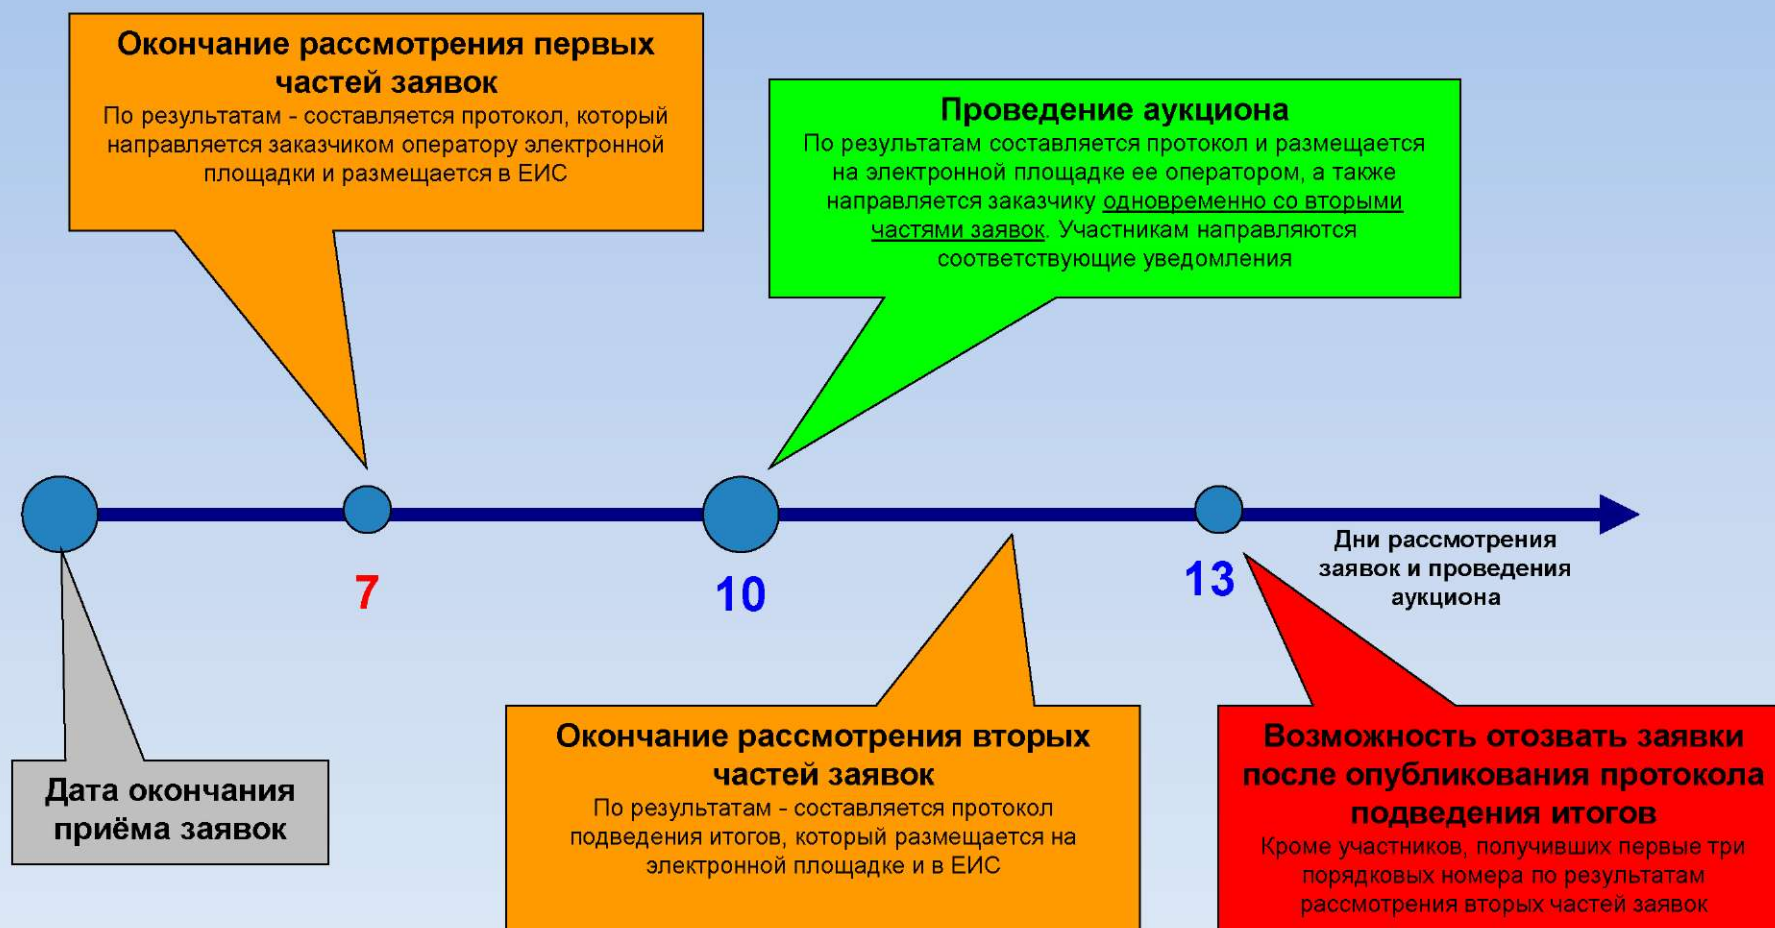 Окончание рассмотрения первых
частей заявок
По результатам - составляется протокол, который
направляется заказчиком оператору электронной
площадки и размещается в ЕИС
Проведение аукциона
По результатам составляется протокол и размещается
на электронной площадке ее оператором, а также
направляется заказчику одновременно со вторыми
частями заявок. Участникам направляются
соответствующие уведомления
7
10
13
Дни рассмотрения
заявок и проведения
аукциона
Дата окончания
приёма заявок
Окончание рассмотрения вторых
частей заявок
По результатам - составляется протокол
подведения итогов, который размещается на
электронной площадке и в ЕИС
Возможность отозвать заявки
после опубликования протокола
подведения итогов
Кроме участников, получивших первые три
порядковых номера по результатам
рассмотрения вторых частей заявок